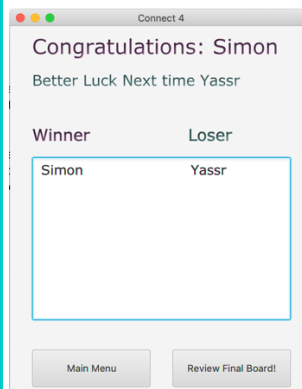 Connect 4
Congratulations: Simon
Better Luck Next time Yassr
Winner Loser
Simon Yassr
Main Menu Review Final Board!